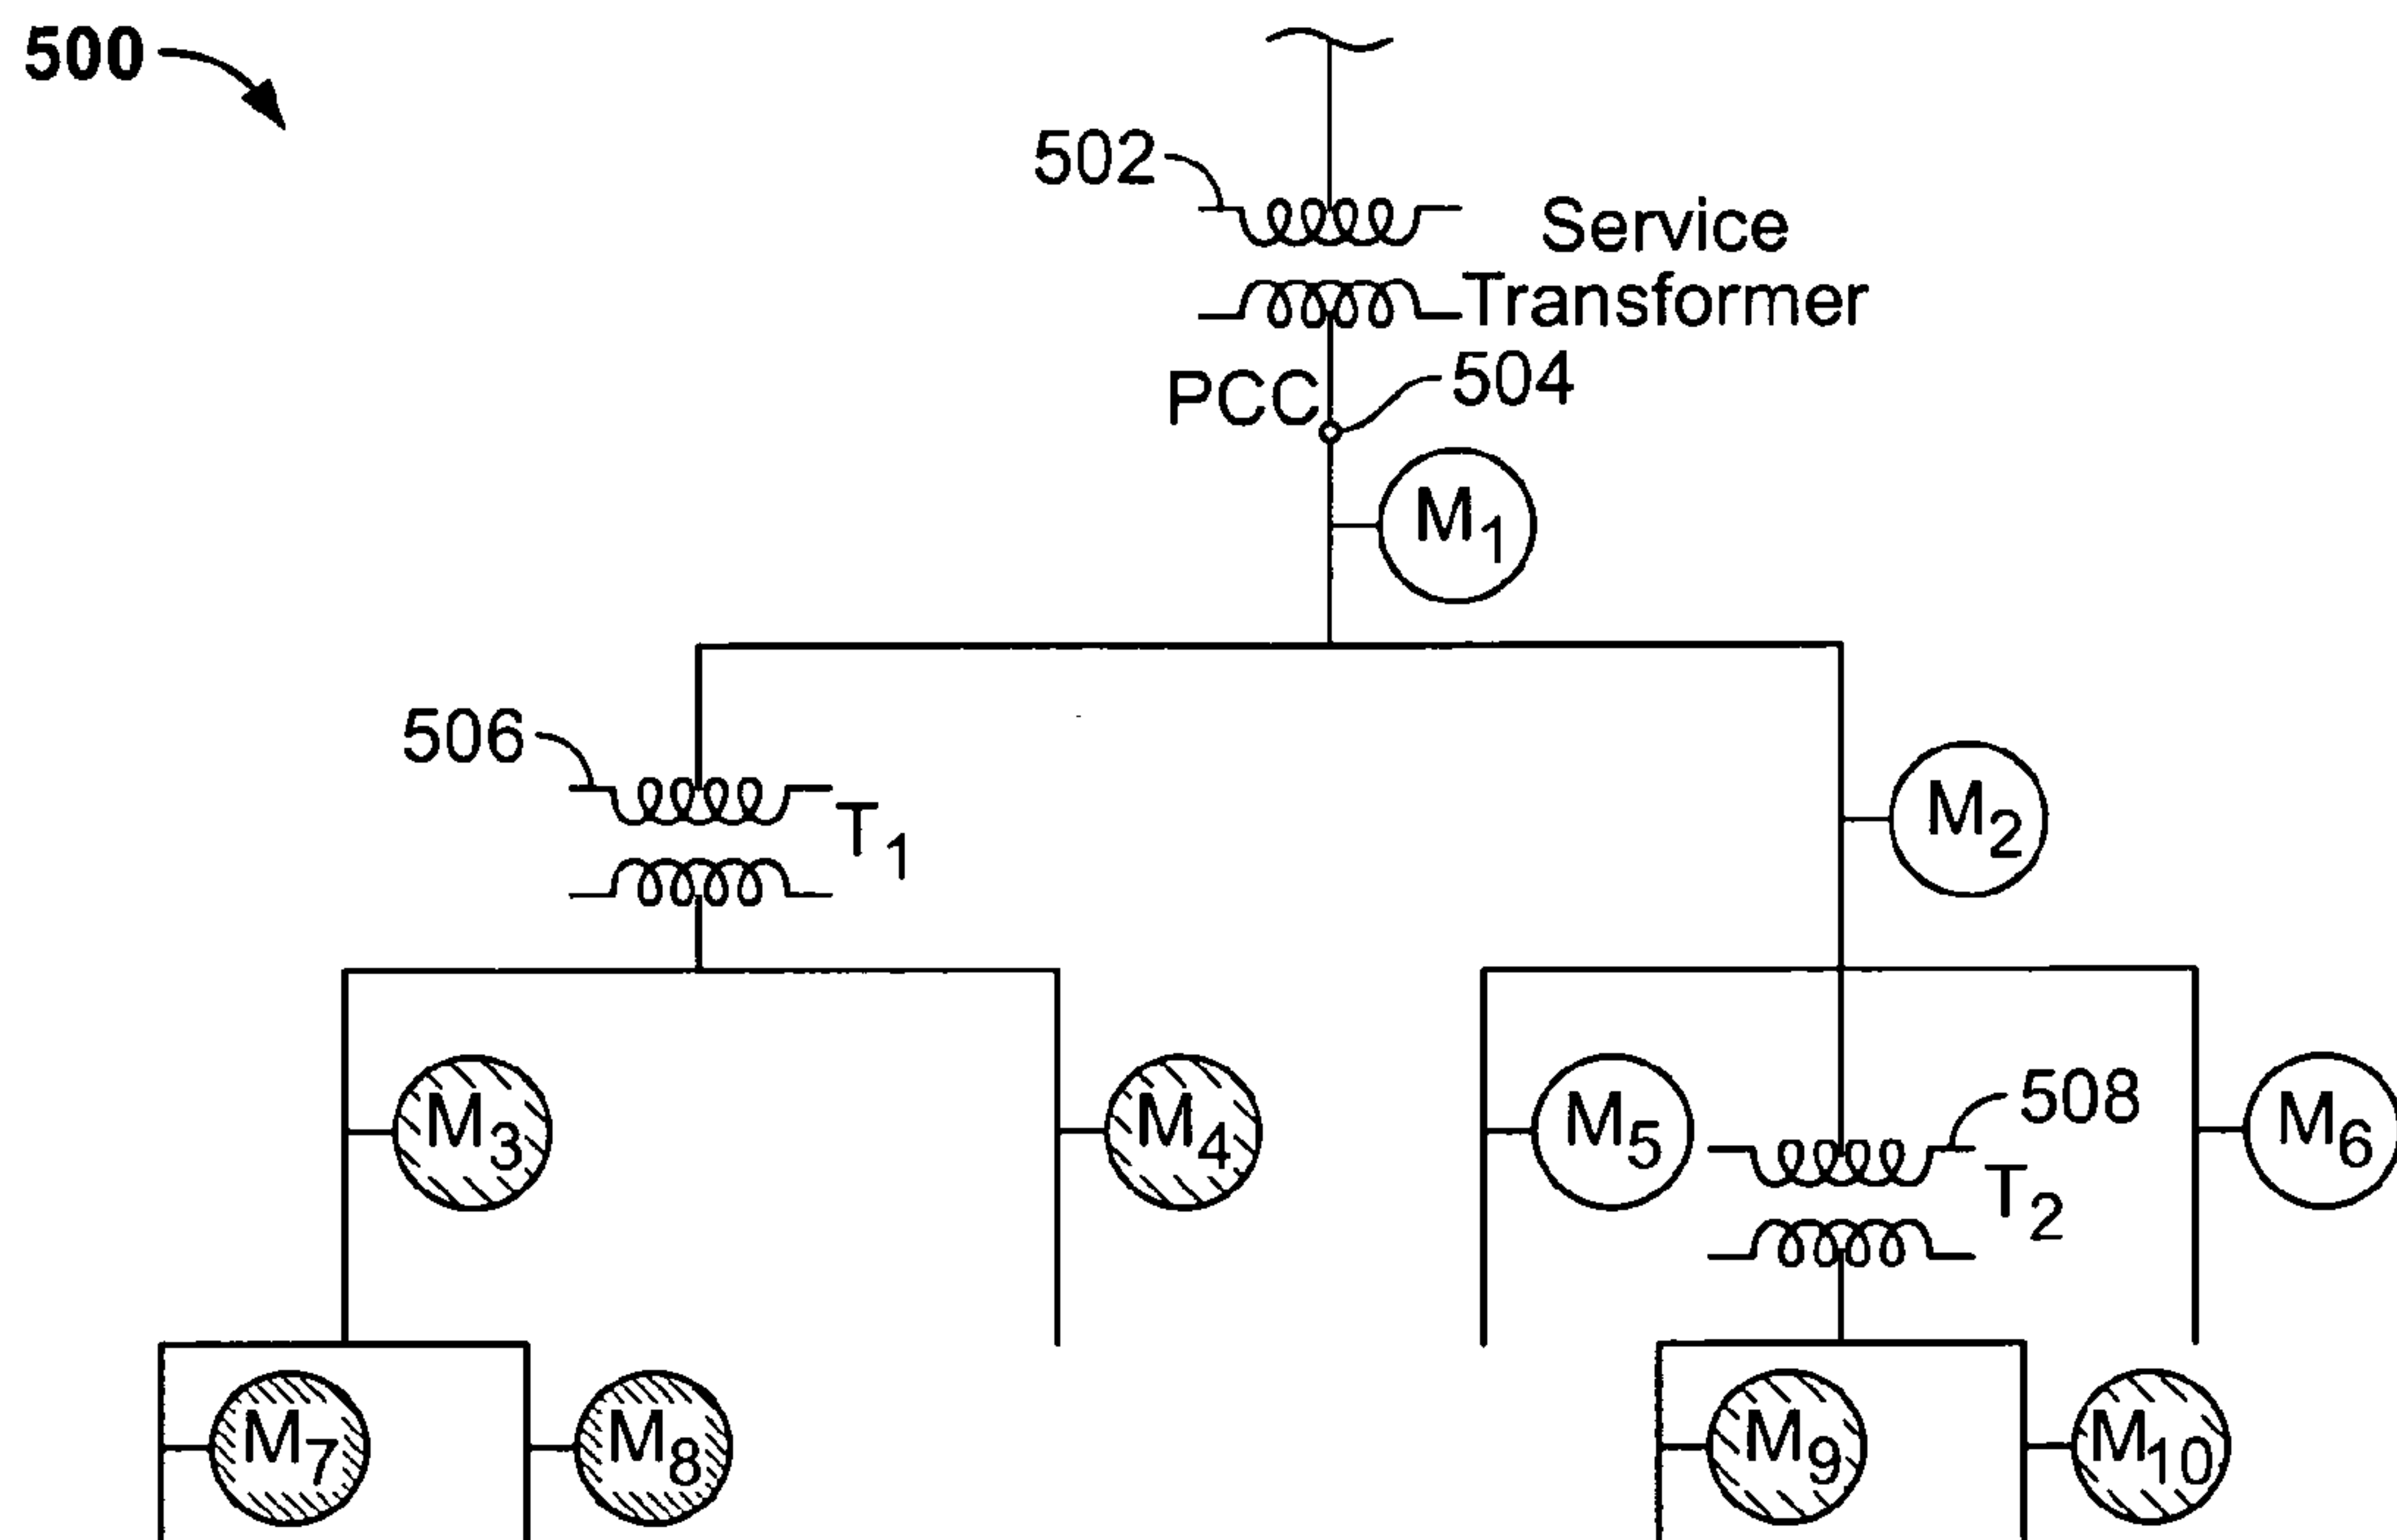 500
502
Service
Transformer
PCC
504
M₁
506
T₁
M₂
M₃
M₄
M₅
508
T₂
M₆
M₇
M₈
M₉
M₁₀